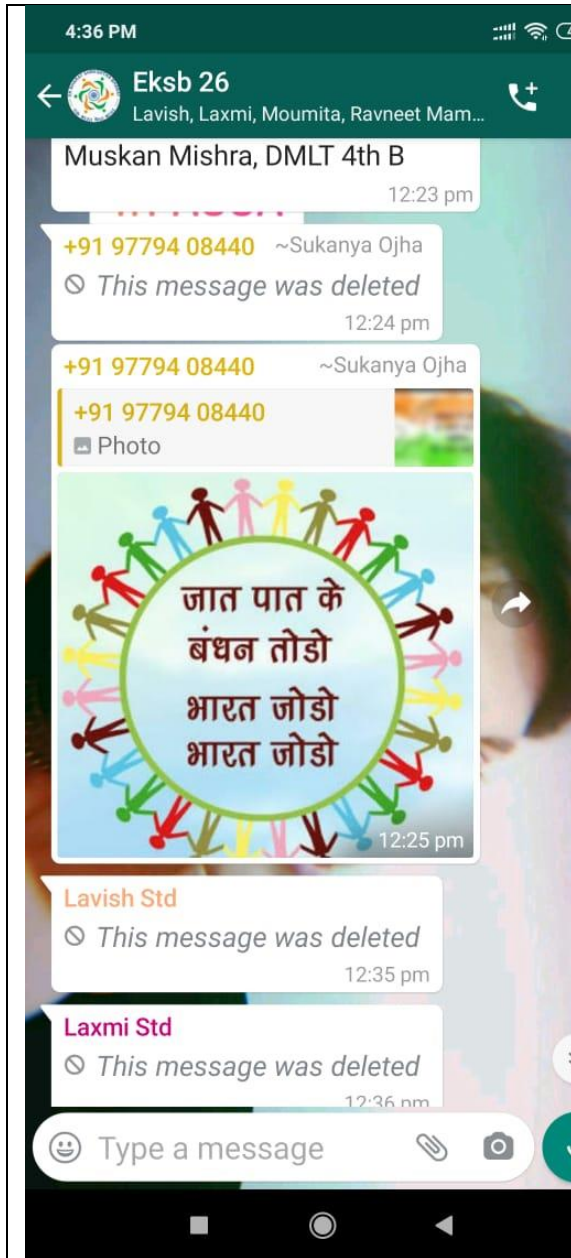 4:36 PM
Eksb 26
Lavish, Laxmi, Moumita, Ravneet Mam...
Muskan Mishra, DMLT 4th B
12:23 pm
+91 97794 08440 ~Sukanya Ojha
This message was deleted
12:24 pm
+91 97794 08440 ~Sukanya Ojha
+91 97794 08440
Photo
जात पात के
बंधन तोडो
भारत जोडो
भारत जोडो
12:25 pm
Lavish Std
This message was deleted
12:35 pm
Laxmi Std
This message was deleted
12:36 pm
Type a message